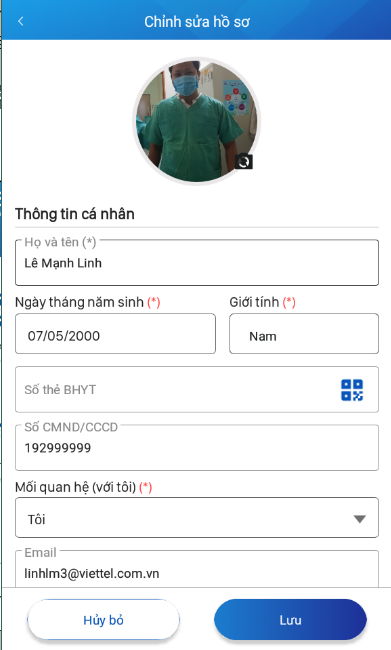 Chỉnh sửa hồ sơ
Thông tin cá nhân
Họ và tên (*)
Lê Mạnh Linh
Ngày tháng năm sinh (*) Giới tính (*)
07/05/2000 Nam
Số thẻ BHYT
Số CMND/CCCD
192999999
Mối quan hệ (với tôi) (*)
Tôi
Email
linhlm3@viettel.com.vn
Hủy bỏ Lưu